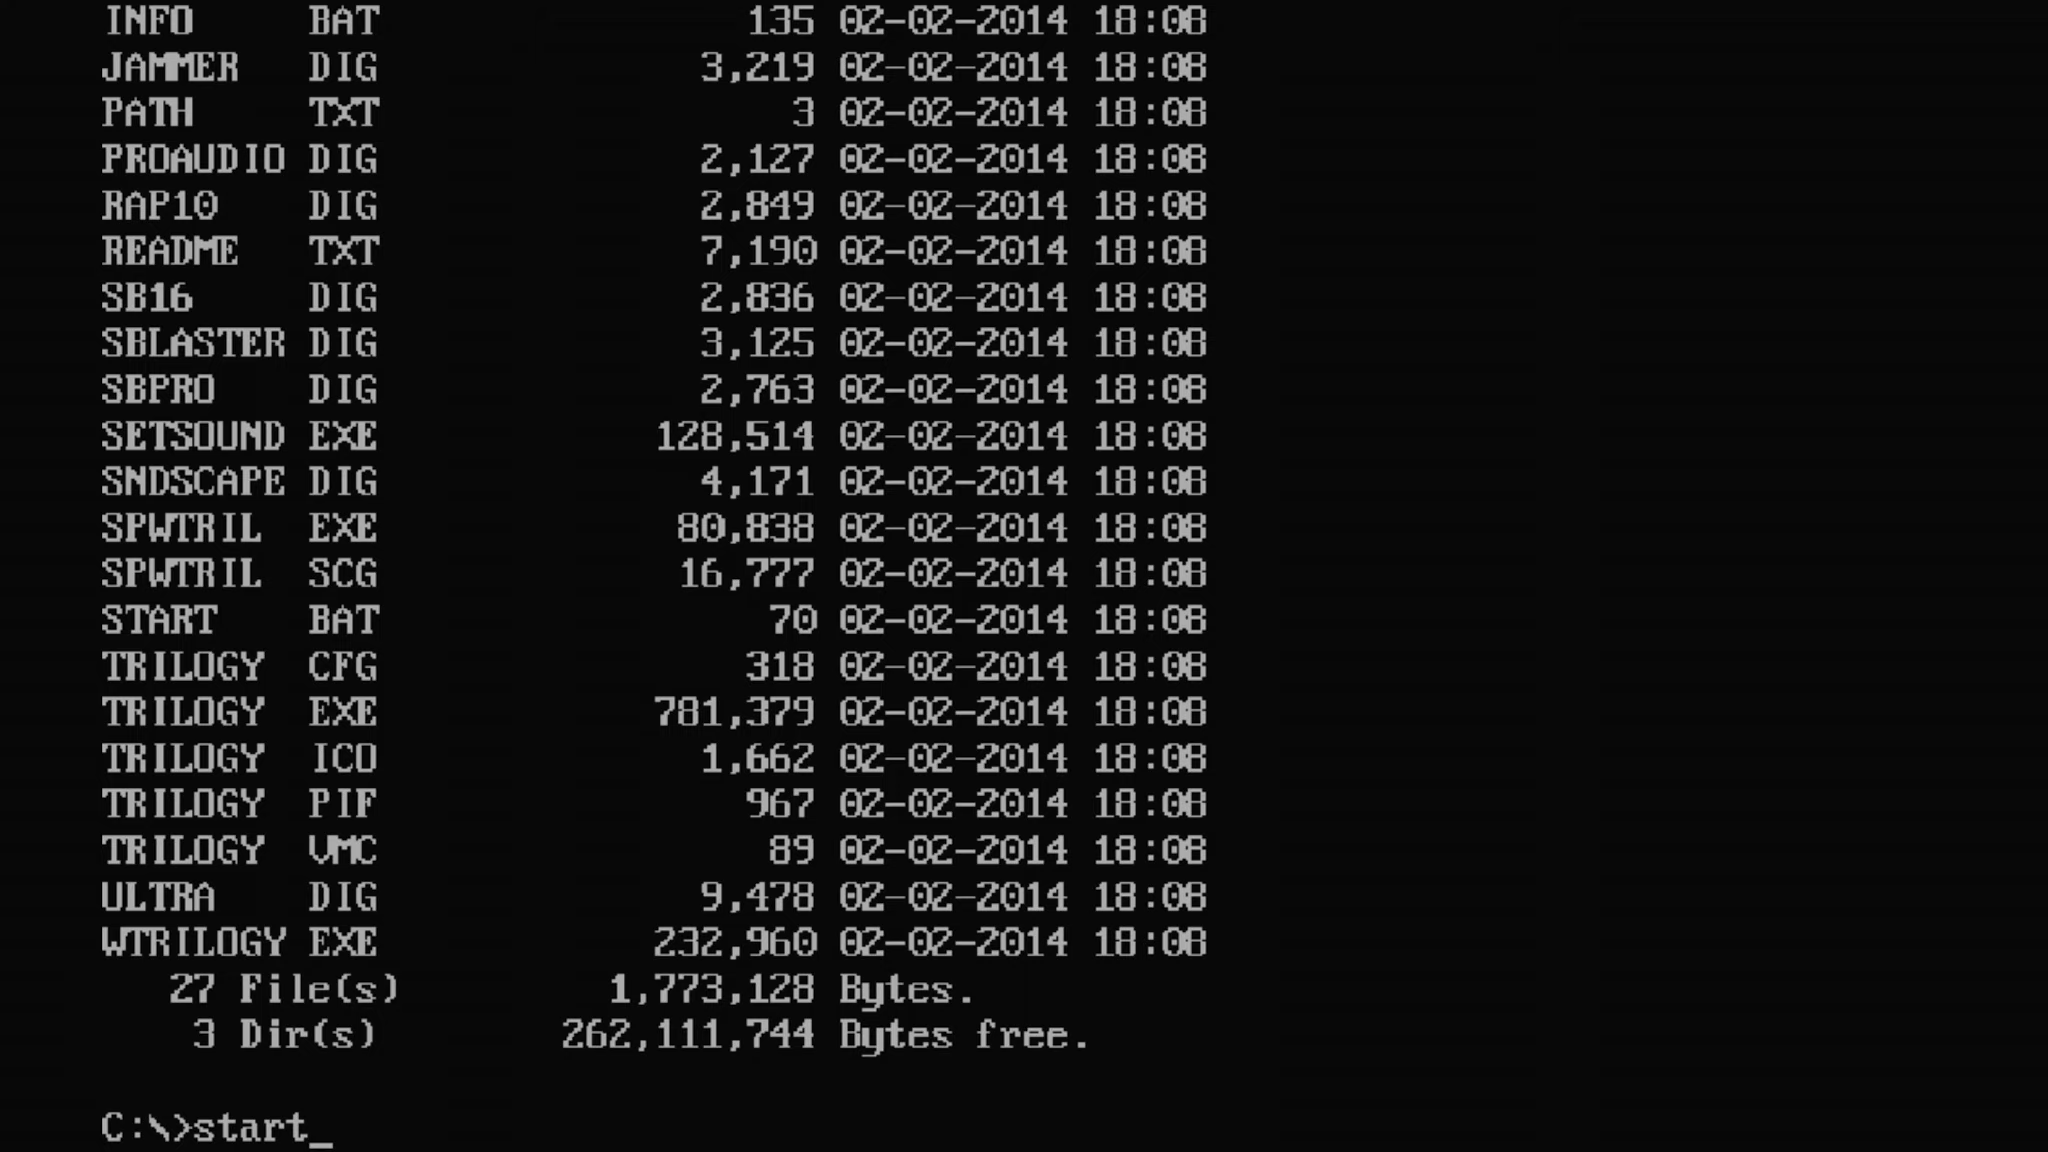 INFO     BAT                135 02-02-2014 18:08
JAMMER   DIG              3,219 02-02-2014 18:08
PATH     TXT                  3 02-02-2014 18:08
PROAUDIO DIG              2,127 02-02-2014 18:08
RAP10    DIG              2,849 02-02-2014 18:08
README   TXT              7,190 02-02-2014 18:08
SB16     DIG              2,836 02-02-2014 18:08
SBLASTER DIG              3,125 02-02-2014 18:08
SBPRO    DIG              2,763 02-02-2014 18:08
SETSOUND EXE            128,514 02-02-2014 18:08
SNDSCAPE DIG              4,171 02-02-2014 18:08
SPWTRIL  EXE             80,838 02-02-2014 18:08
SPWTRIL  SCG             16,777 02-02-2014 18:08
START    BAT                 70 02-02-2014 18:08
TRILOGY  CFG                318 02-02-2014 18:08
TRILOGY  EXE            781,379 02-02-2014 18:08
TRILOGY  ICO              1,662 02-02-2014 18:08
TRILOGY  PIF                967 02-02-2014 18:08
TRILOGY  VMC                 89 02-02-2014 18:08
ULTRA    DIG              9,478 02-02-2014 18:08
WTRILOGY EXE            232,960 02-02-2014 18:08
   27 File(s)         1,773,128 Bytes.
    3 Dir(s)        262,111,744 Bytes free.
C:\>start_